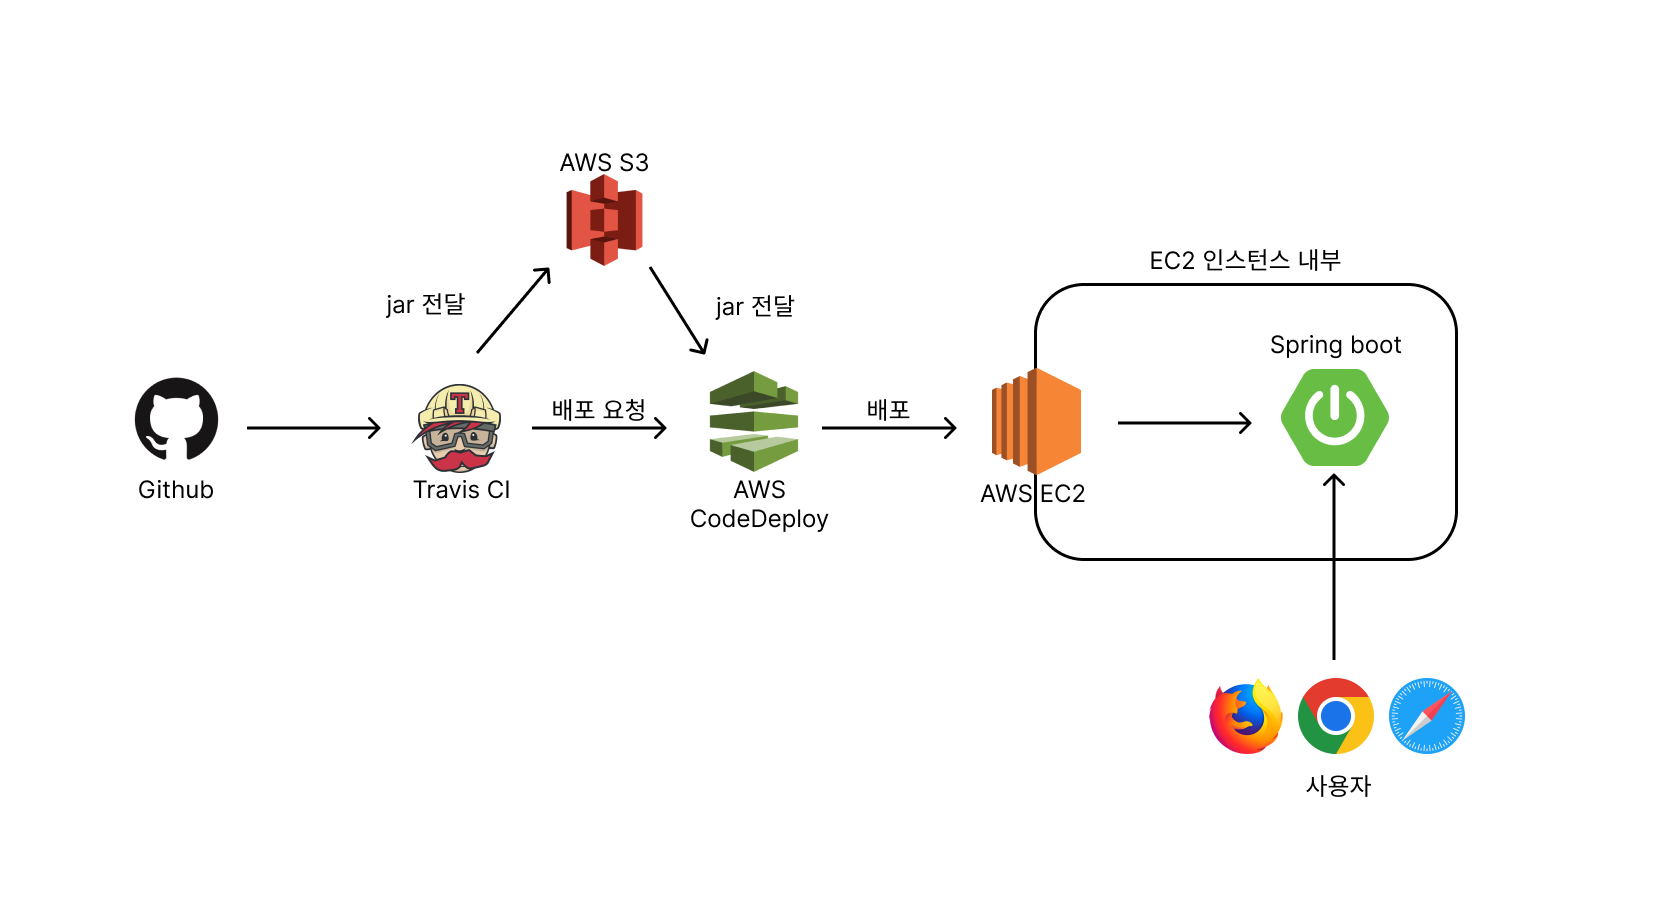 AWS S3
EC2 인스턴스 내부
jar 전달
jar 전달
Spring boot
배포 요청
배포
T
Github
Travis CI
AWS
CodeDeploy
AWS EC2
사용자